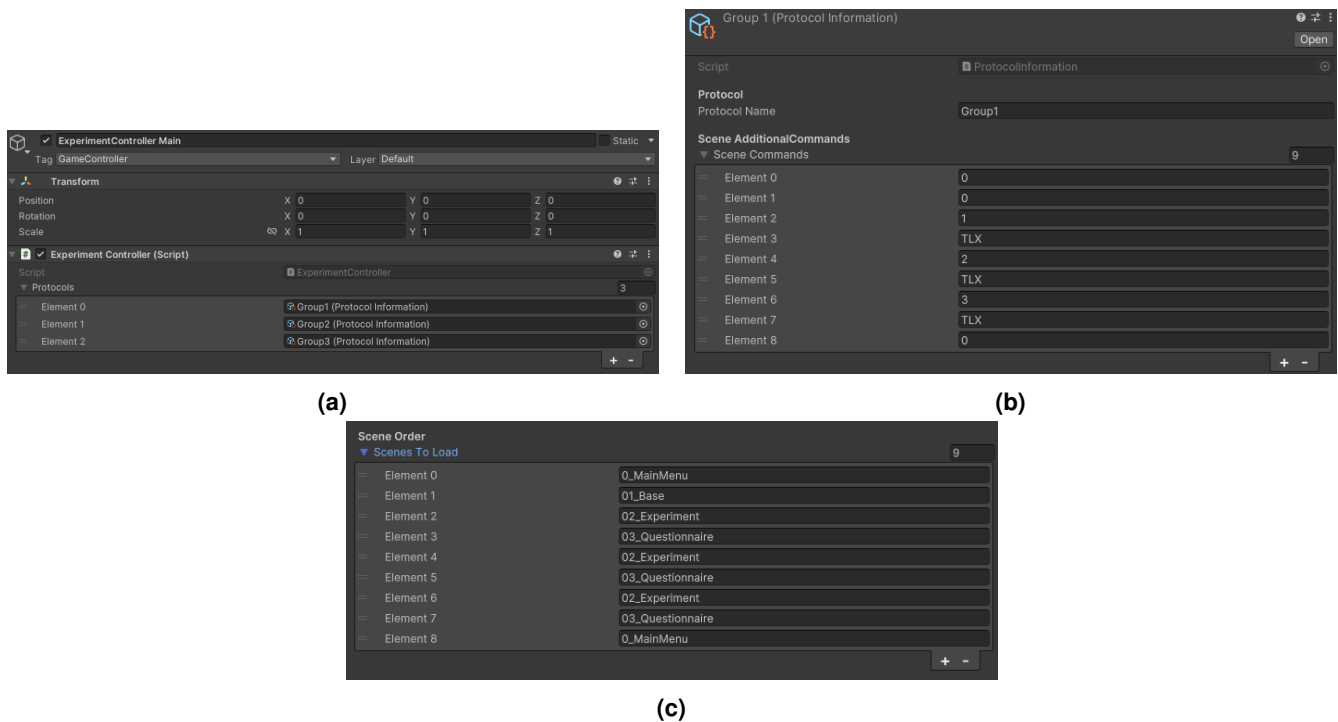 ExperimentController Main Static
Tag GameController Layer Default
Transform
Position X 0 Y 0 Z 0
Rotation X 0 Y 0 Z 0
Scale X 1 Y 1 Z 1
# Experiment Controller (Script)
Script # ExperimentController
Protocols 3
Element 0 Group1 (Protocol Information)
Element 1 Group2 (Protocol Information)
Element 2 Group3 (Protocol Information)
+ -
(a)
Group 1 (Protocol Information)
Open
Script # ProtocolInformation
Protocol
Protocol Name Group1
Scene AdditionalCommands
Scene Commands 9
Element 0 0
Element 1 0
Element 2 1
Element 3 TLX
Element 4 2
Element 5 TLX
Element 6 3
Element 7 TLX
Element 8 0
+ -
(b)
Scene Order
Scenes To Load 9
Element 0 0_MainMenu
Element 1 01_Base
Element 2 02_Experiment
Element 3 03_Questionnaire
Element 4 02_Experiment
Element 5 03_Questionnaire
Element 6 02_Experiment
Element 7 03_Questionnaire
Element 8 0_MainMenu
+ -
(c)